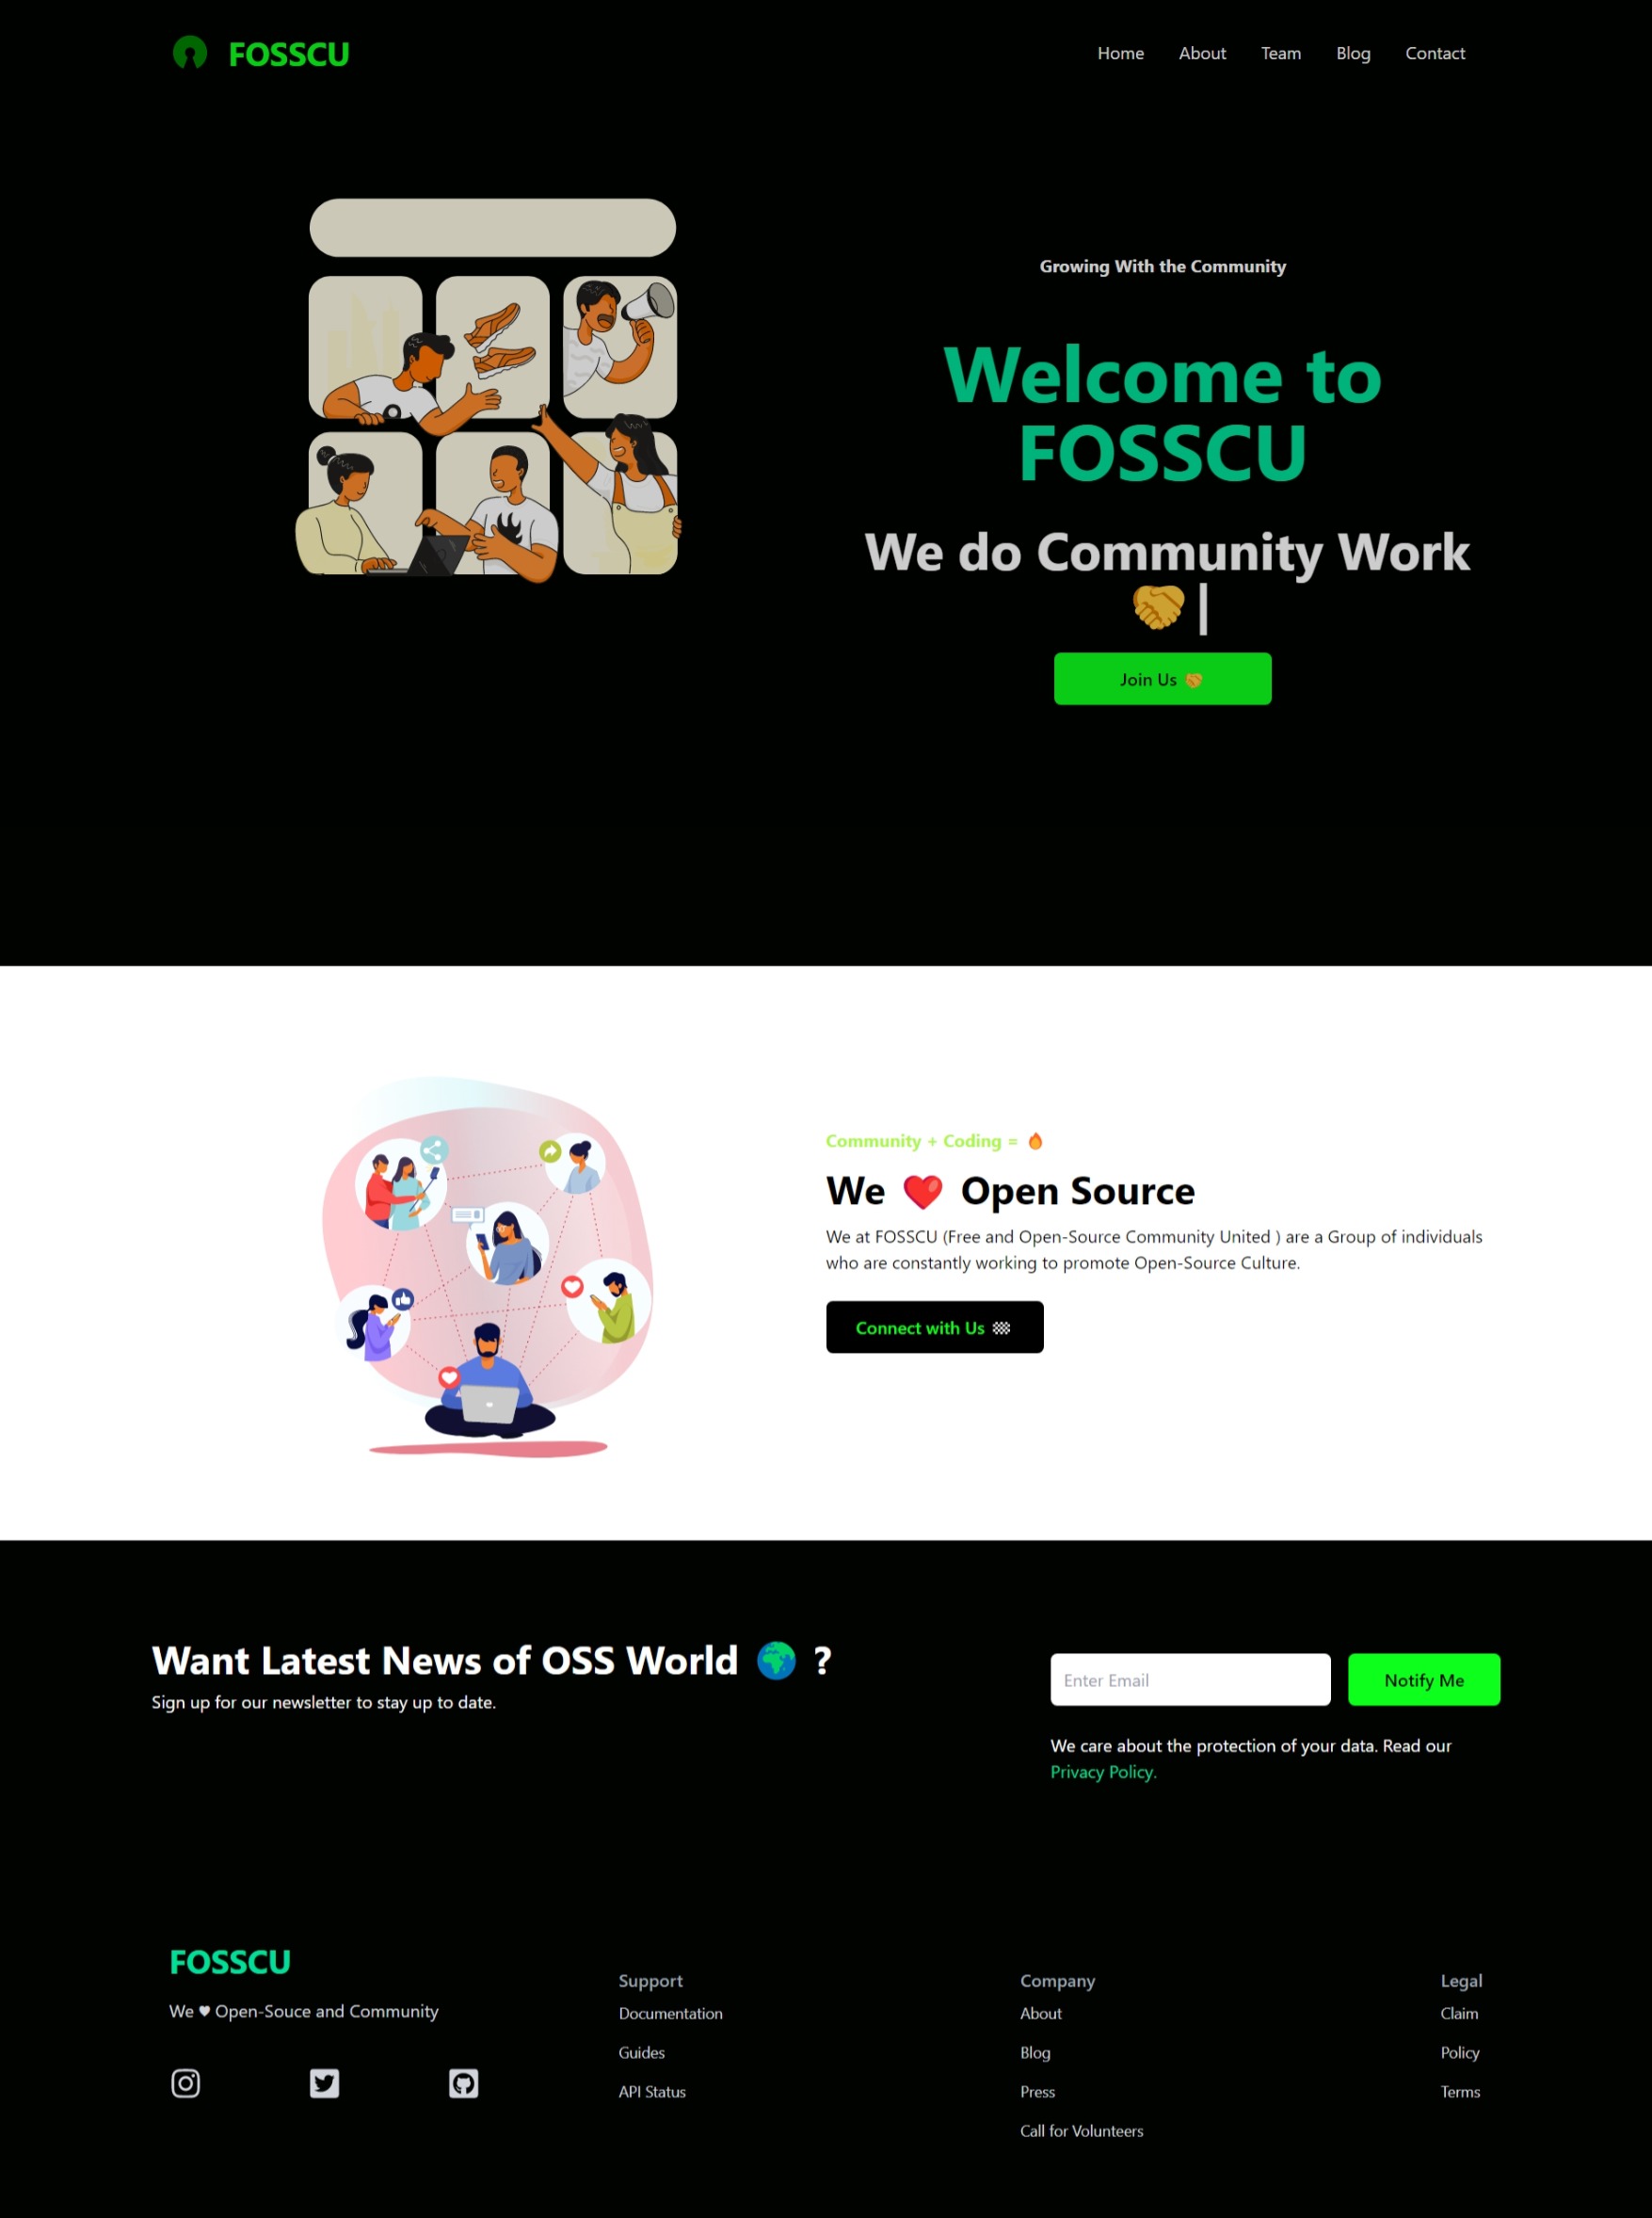 FOSSCU
Home About Team Blog Contact
Growing With the Community
Welcome to
FOSSCU
We do Community Work
🤝|
Join Us 🤝
Community + Coding = 🔥
We ❤️ Open Source
We at FOSSCU (Free and Open-Source Community United ) are a Group of individuals
who are constantly working to promote Open-Source Culture.
Connect with Us 🏁
Want Latest News of OSS World 🌍 ?
Sign up for our newsletter to stay up to date.
Enter Email
Notify Me
We care about the protection of your data. Read our
Privacy Policy.
FOSSCU
We ♥ Open-Souce and Community
Support
Documentation
Guides
API Status
Company
About
Blog
Press
Call for Volunteers
Legal
Claim
Policy
Terms